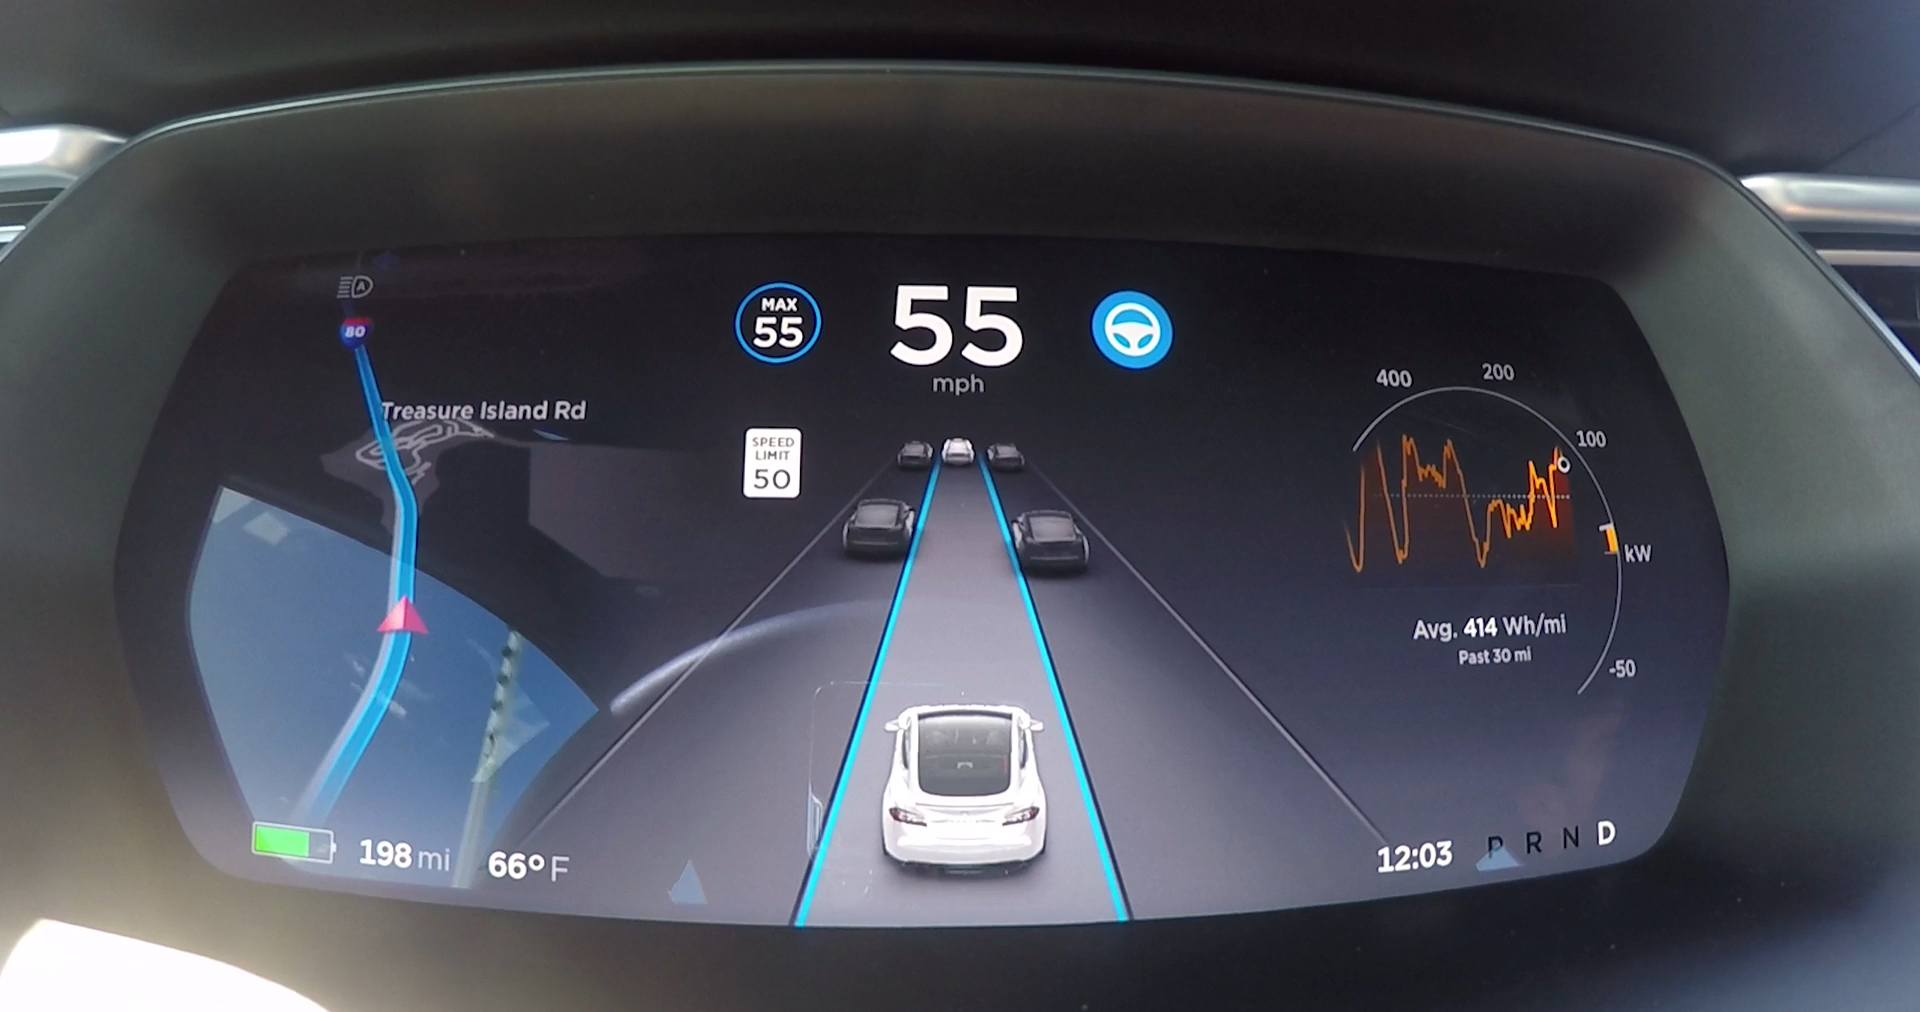 A
80
Treasure Island Rd
MAX
55
55
mph
SPEED
LIMIT
50
400
200
100
kW
-50
Avg. 414 Wh/mi
Past 30 mi
198 mi
66° F
12:03
P R N D